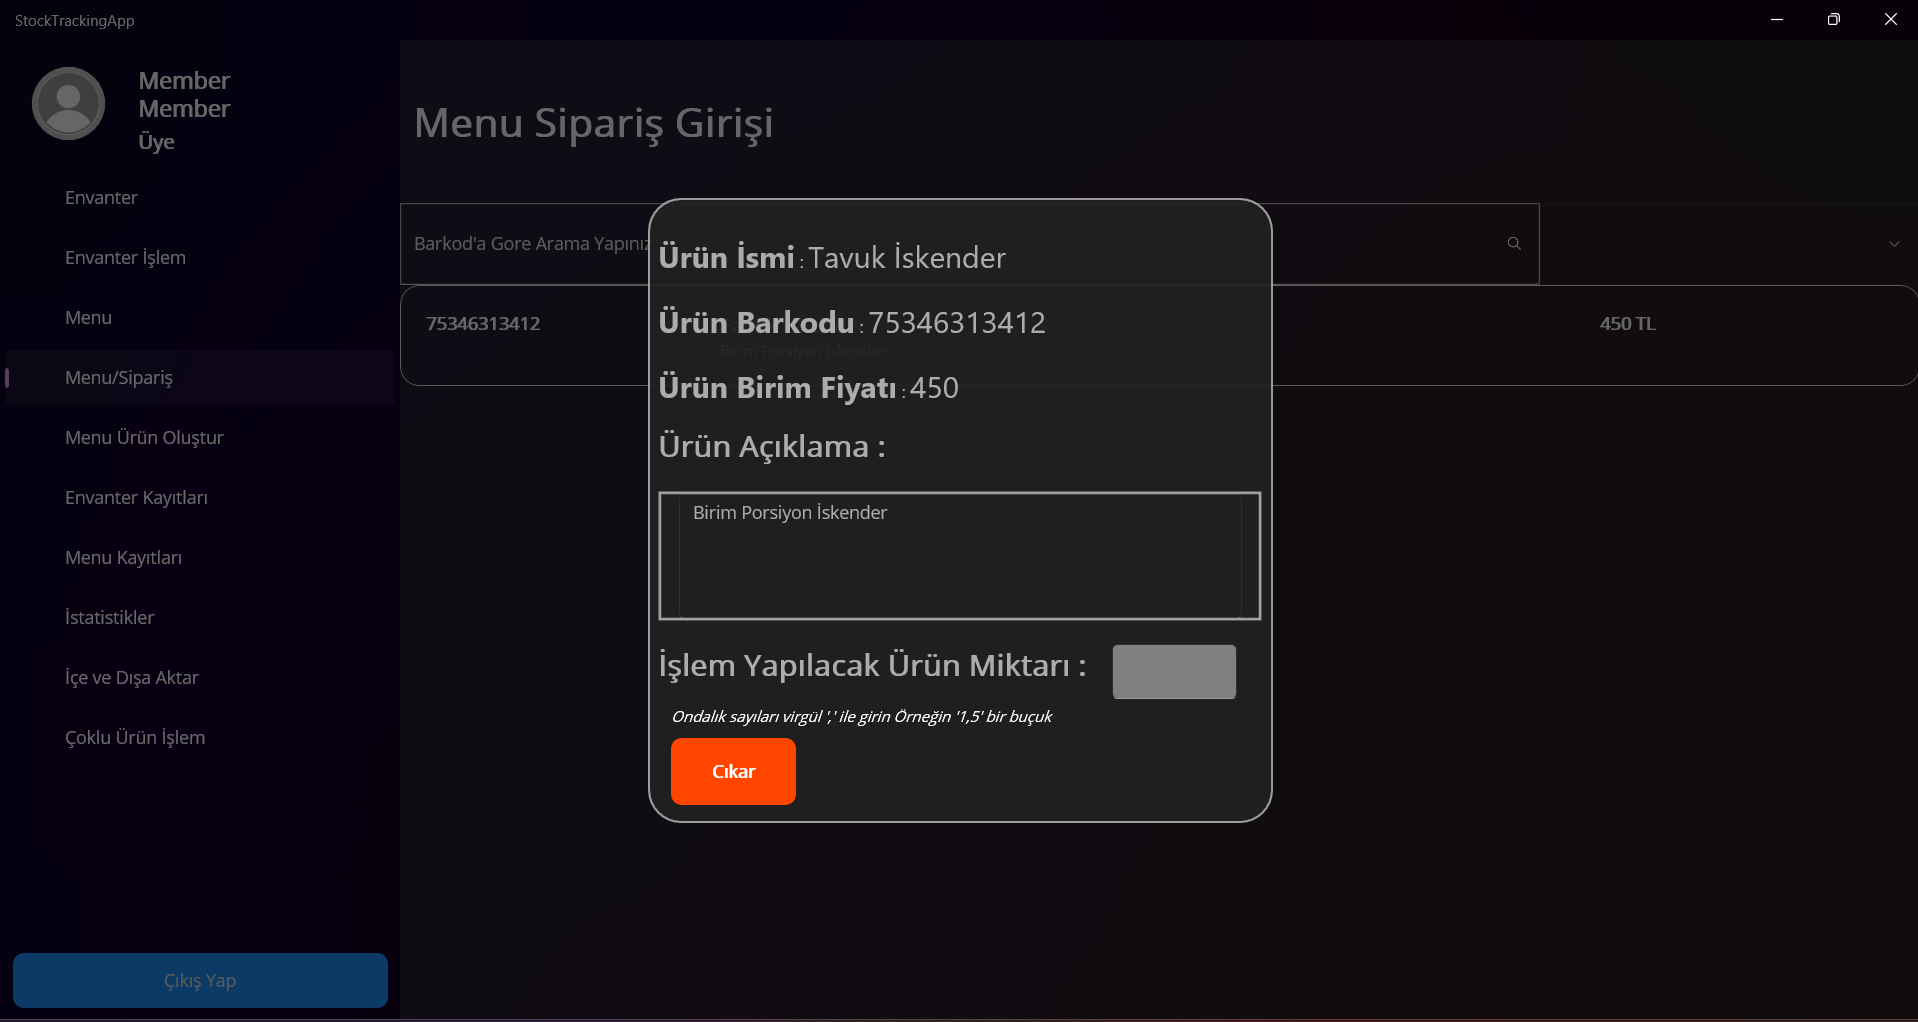 StockTrackingApp
Member
Member
Üye
Envanter
Envanter İşlem
Menu
Menu/Sipariş
Menu Ürün Oluştur
Envanter Kayıtları
Menu Kayıtları
İstatistikler
İçe ve Dışa Aktar
Çoklu Ürün İşlem
Çıkış Yap
Menu Sipariş Girişi
Barkod'a Gore Arama Yapınız
75346313412
Birim Porsiyon İskender
450 TL
Ürün İsmi : Tavuk İskender
Ürün Barkodu : 75346313412
Ürün Birim Fiyatı : 450
Ürün Açıklama :
Birim Porsiyon İskender
İşlem Yapılacak Ürün Miktarı :
Ondalık sayıları virgül ',' ile girin Örneğin '1,5' bir buçuk
Cıkar